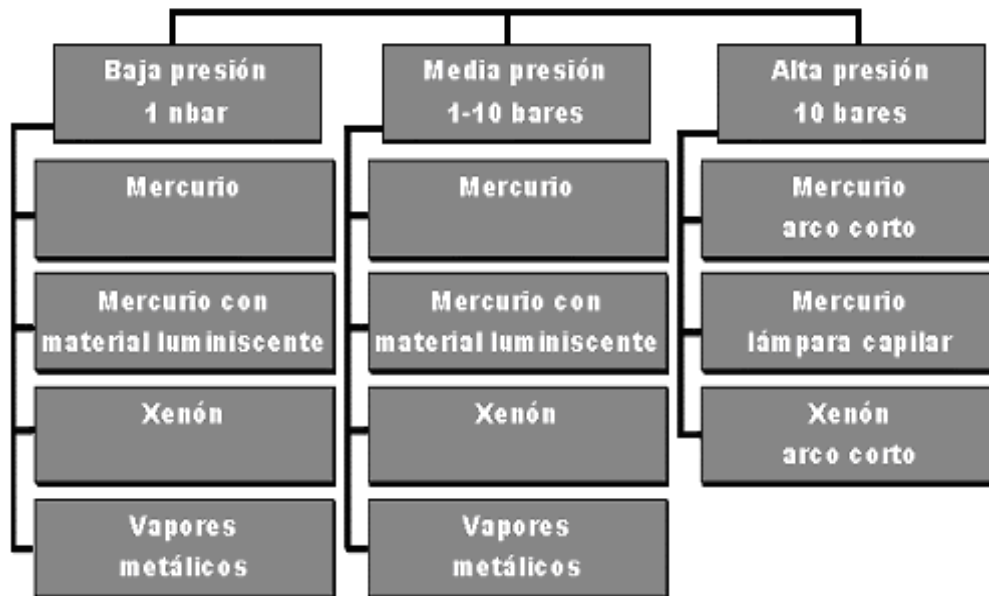 Baja presión
1 nbar
Mercurio
Mercurio con
material luminiscente
Xenón
Vapores
metálicos
Media presión
1-10 bares
Mercurio
Mercurio con
material luminiscente
Xenón
Vapores
metálicos
Alta presión
10 bares
Mercurio
arco corto
Mercurio
lámpara capilar
Xenón
arco corto